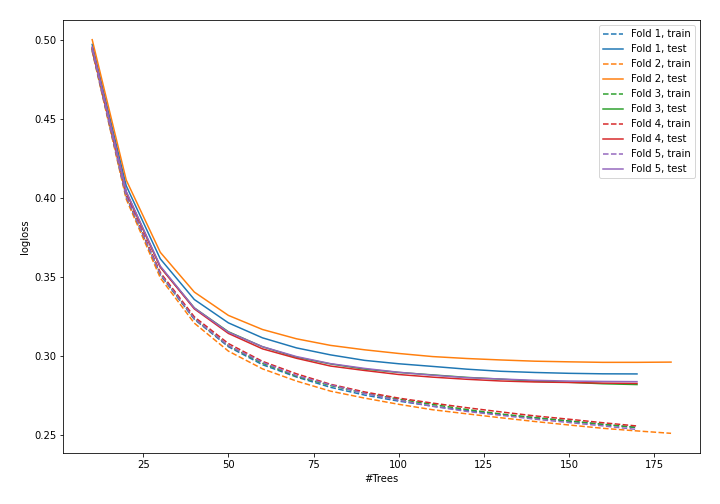 0.50
0.45
0.40
0.35
0.30
0.25
logloss
25
50
75
100
125
150
175
#Trees
Fold 1, train
Fold 1, test
Fold 2, train
Fold 2, test
Fold 3, train
Fold 3, test
Fold 4, train
Fold 4, test
Fold 5, train
Fold 5, test